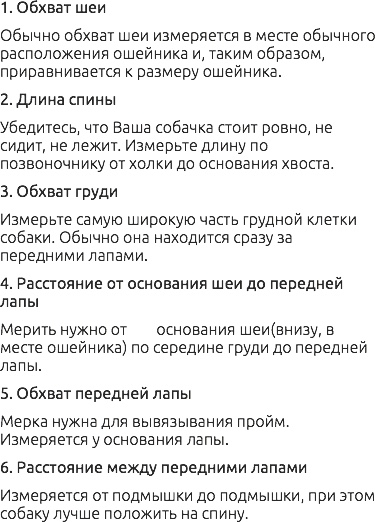 1. Обхват шеи
Обычно обхват шеи измеряется в месте обычного
расположения ошейника и, таким образом,
приравнивается к размеру ошейника.
2. Длина спины
Убедитесь, что Ваша собачка стоит ровно, не
сидит, не лежит. Измерьте длину по
позвоночнику от холки до основания хвоста.
3. Обхват груди
Измерьте самую широкую часть грудной клетки
собаки. Обычно она находится сразу за
передними лапами.
4. Расстояние от основания шеи до передней
лапы
Мерить нужно от основания шеи(внизу, в
месте ошейника) по середине груди до передней
лапы.
5. Обхват передней лапы
Мерка нужна для вывязывания пройм.
Измеряется у основания лапы.
6. Расстояние между передними лапами
Измеряется от подмышки до подмышки, при этом
собаку лучше положить на спину.